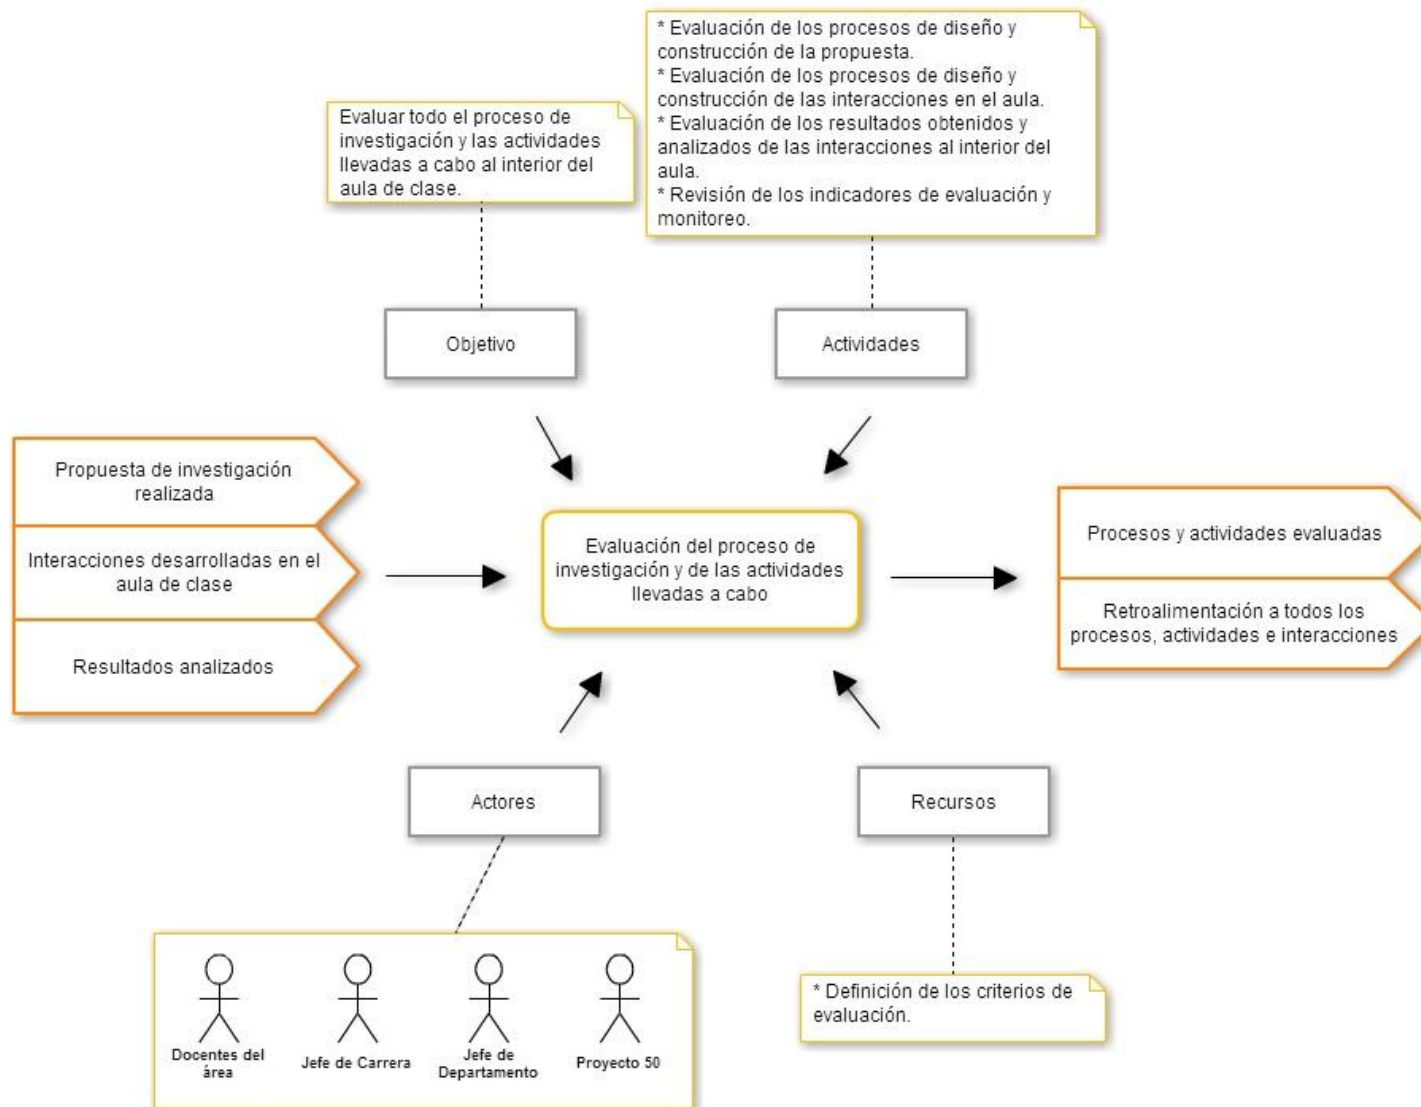 * Evaluación de los procesos de diseño y
construcción de la propuesta.
* Evaluación de los procesos de diseño y
construcción de las interacciones en el aula.
* Evaluación de los resultados obtenidos y
analizados de las interacciones al interior del
aula.
* Revisión de los indicadores de evaluación y
monitoreo.
Evaluar todo el proceso de
investigación y las actividades
llevadas a cabo al interior del
aula de clase.
Objetivo
Actividades
Propuesta de investigación
realizada
Interacciones desarrolladas en el
aula de clase
Resultados analizados
Evaluación del proceso de
investigación y de las actividades
llevadas a cabo
Procesos y actividades evaluadas
Retroalimentación a todos los
procesos, actividades e interacciones
Actores
Recursos
Docentes del
área
Jefe de Carrera
Jefe de
Departamento
Proyecto 50
* Definición de los criterios de
evaluación.